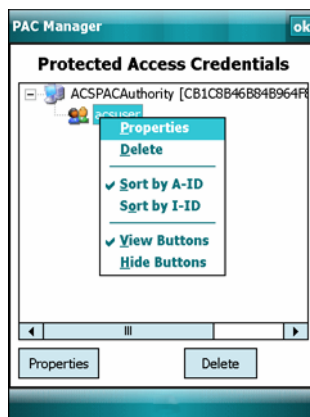 PAC Manager ok
Protected Access Credentials
ACSPACAuthority [CB1C8B46B84B964F
acsuser
Properties
Delete
Sort by A-ID
Sort by I-ID
View Buttons
Hide Buttons
Properties Delete